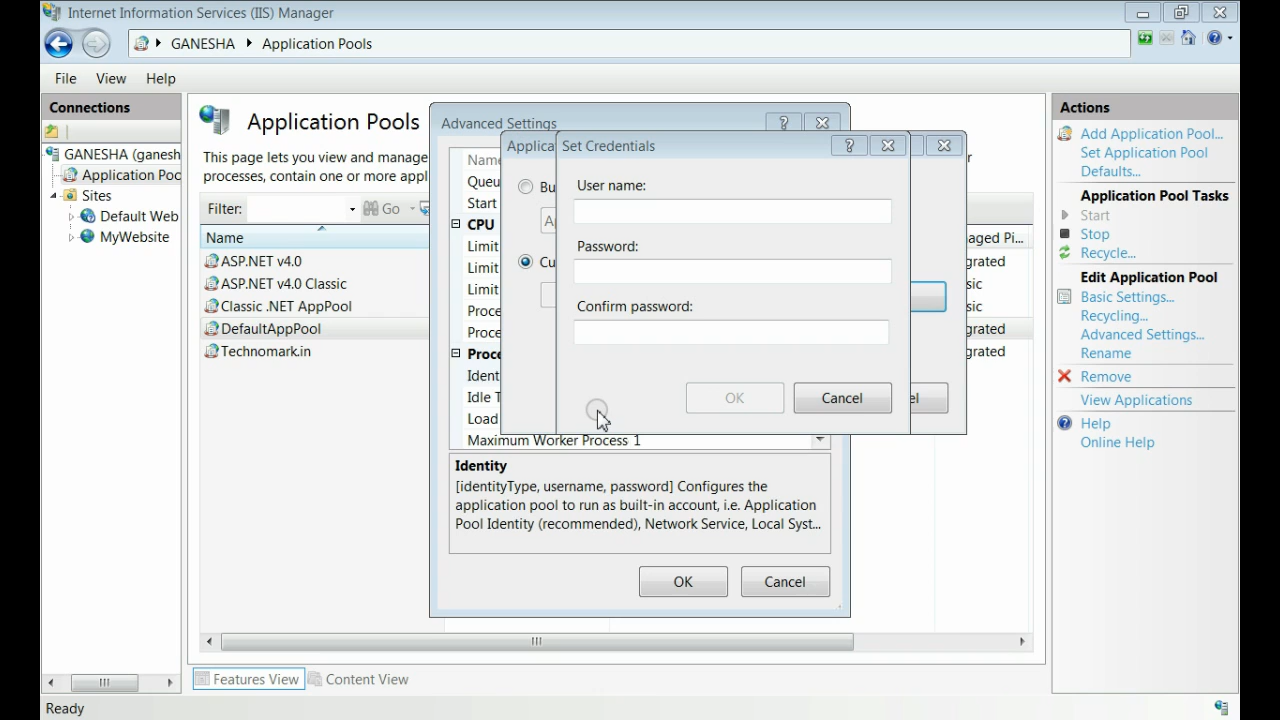 Internet Information Services (IIS) Manager
GANESHA
Application Pools
File
View
Help
Connections
GANESHA (ganesh
Application Poo
Sites
Default Web
MyWebsite
Application Pools
This page lets you view and manage
processes, contain one or more appl
r
Filter:
Go
Name
aged Pi...
ASP.NET v4.0
grated
ASP.NET v4.0 Classic
sic
Classic .NET AppPool
sic
DefaultAppPool
grated
Technomark.in
grated
Advanced Settings
Name
Queu
Start
CPU
Limit
Limit
Limit
Proce
Proce
Proce
Ident
Idle T
Load
Maximum Worker Process 1
Identity
[identityType, username, password] Configures the
application pool to run as built-in account, i.e. Application
Pool Identity (recommended), Network Service, Local Syst...
OK
Cancel
Applicat
Bu
Ap
Cu
el
Set Credentials
User name:
Password:
Confirm password:
OK
Cancel
Features View
Content View
Actions
Add Application Pool...
Set Application Pool
Defaults...
Application Pool Tasks
Start
Stop
Recycle...
Edit Application Pool
Basic Settings...
Recycling...
Advanced Settings...
Rename
Remove
View Applications
Help
Online Help
Ready